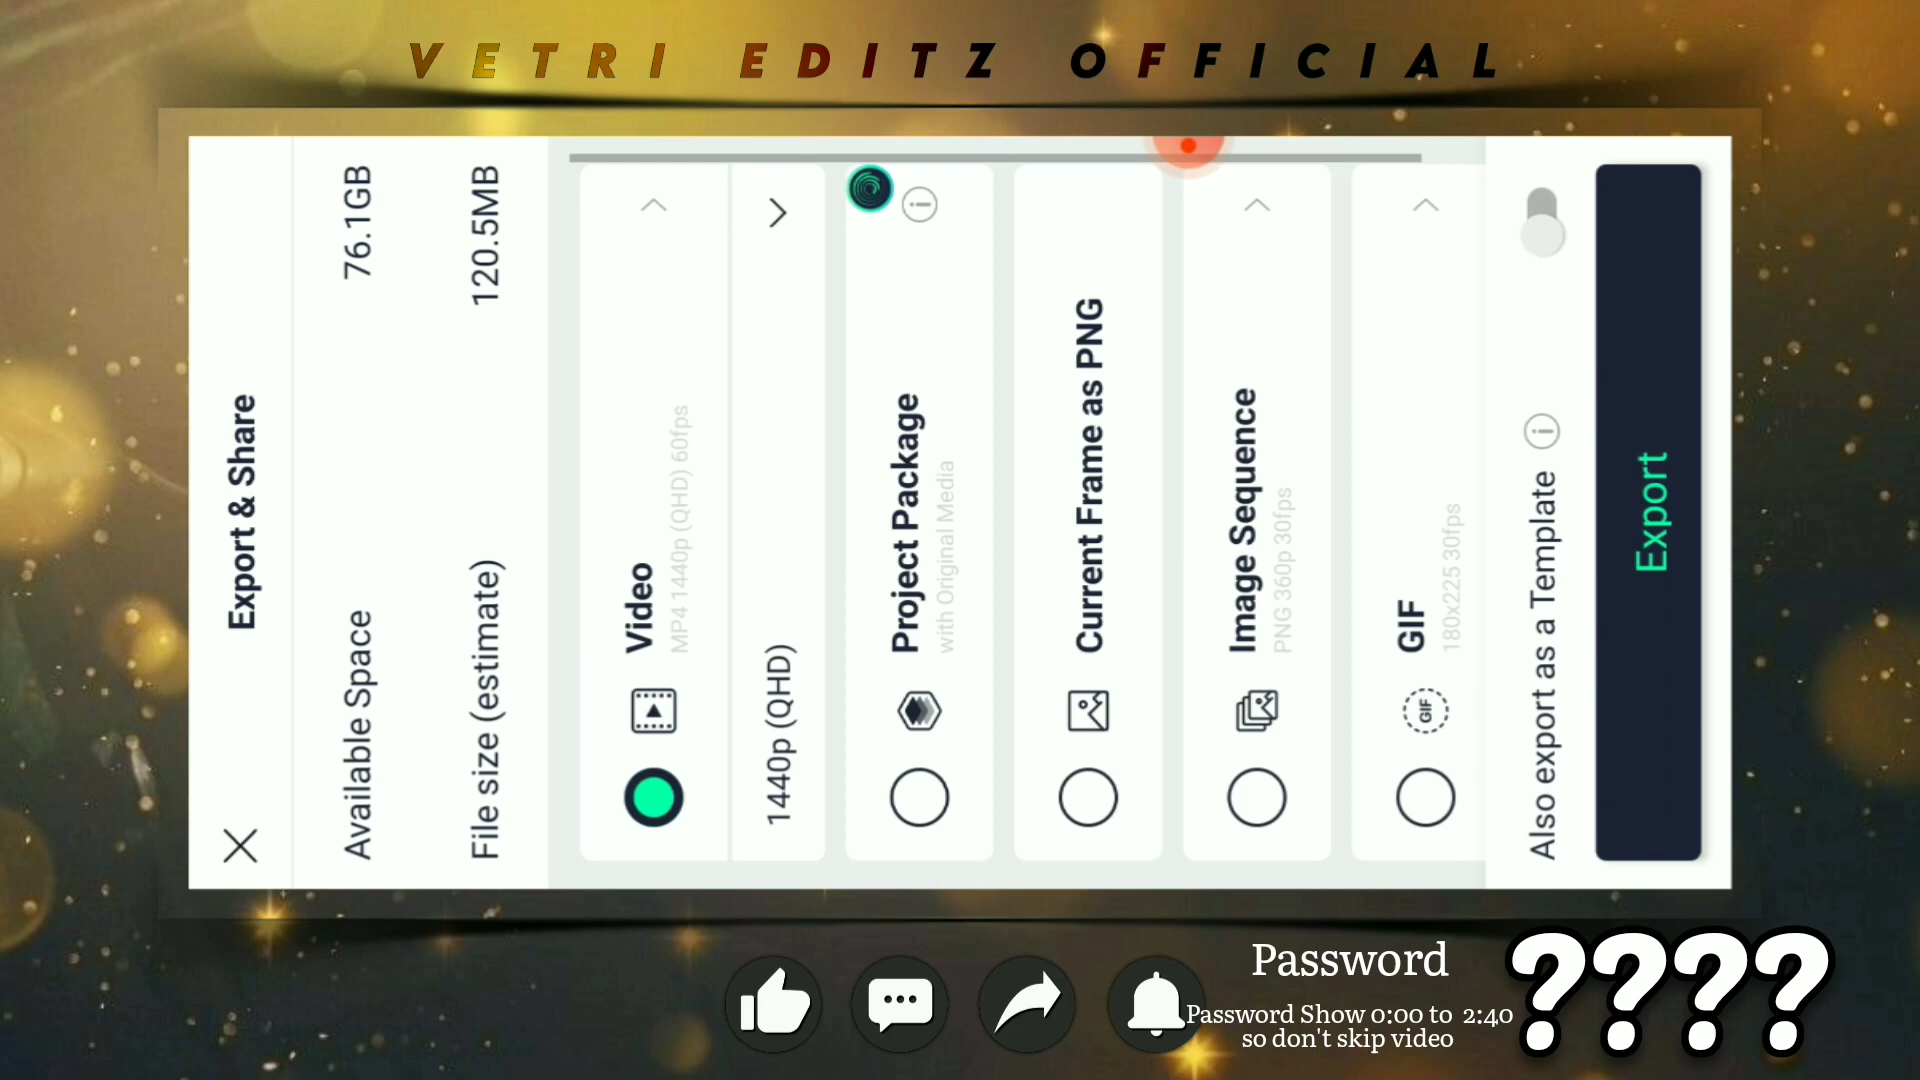 VETRI EDITZ OFFICIAL
Export & Share
Available Space 76.1GB
File size (estimate) 120.5MB
Video
MP4 1440p (QHD) 60fps
1440p (QHD)
Project Package
with Original Media
Current Frame as PNG
Image Sequence
PNG 360p 30fps
GIF
GIF
180x225 30fps
Also export as a Template
Export
Password
Password Show 0:00 to 2:40
so don't skip video
????